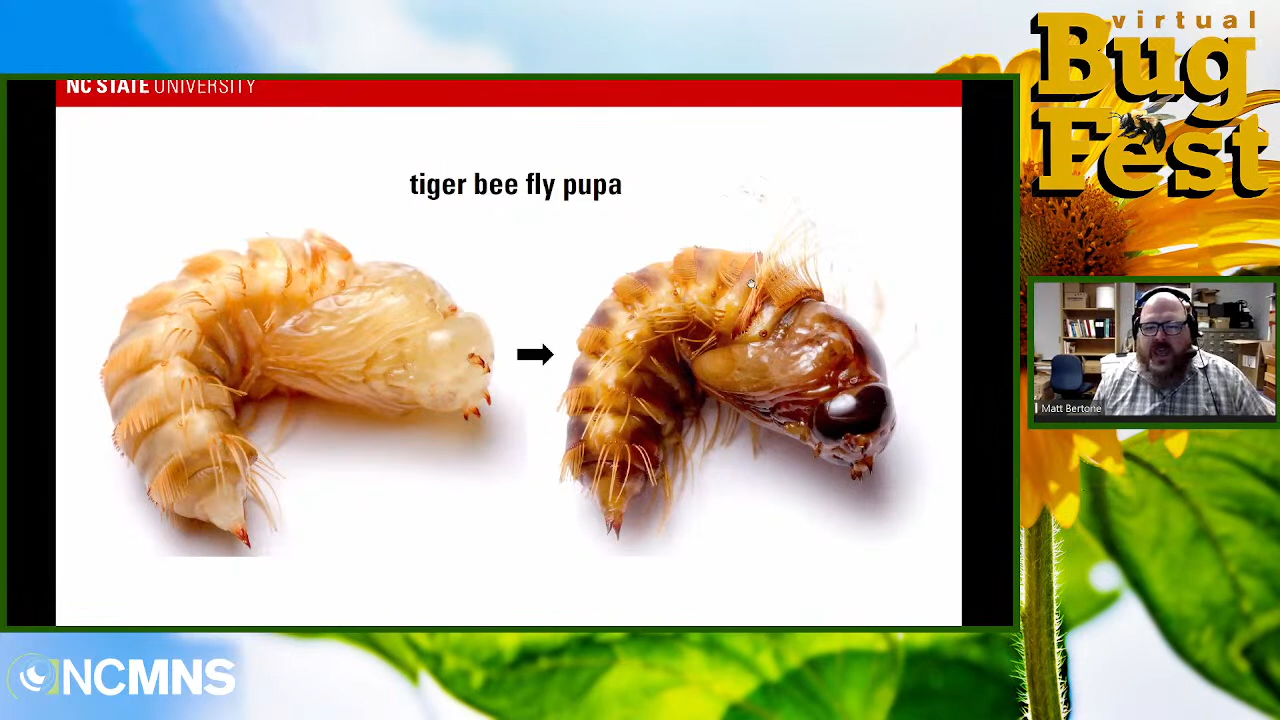 virtual
Bug
Fest
NC STATE UNIVERSITY
tiger bee fly pupa
Matt Bertone
NCMNS